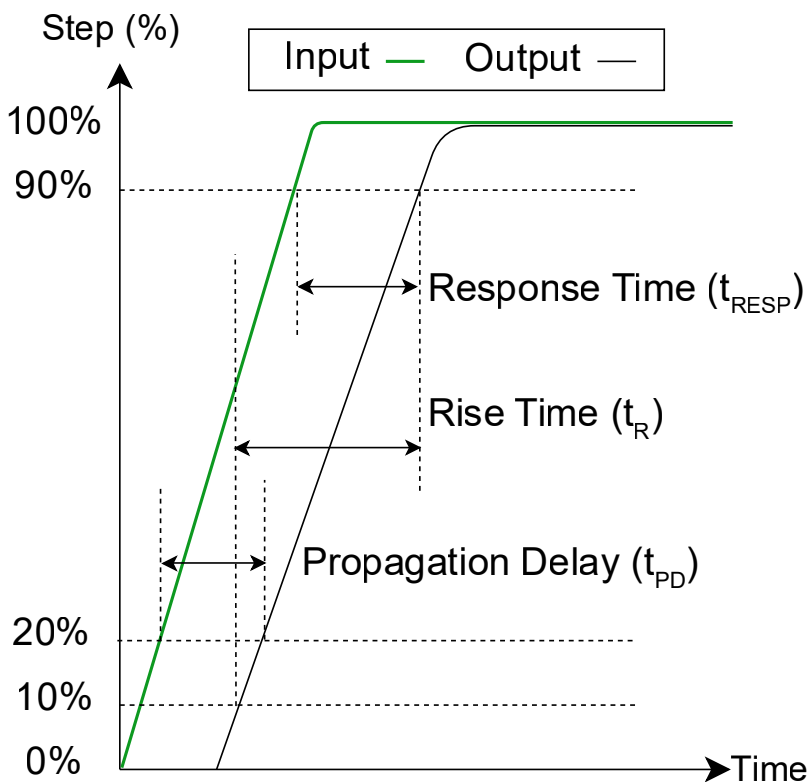 Step (%)
Input Output
100%
90%
Response Time (tRESP)
Rise Time (tR)
Propagation Delay (tPD)
20%
10%
0%
Time